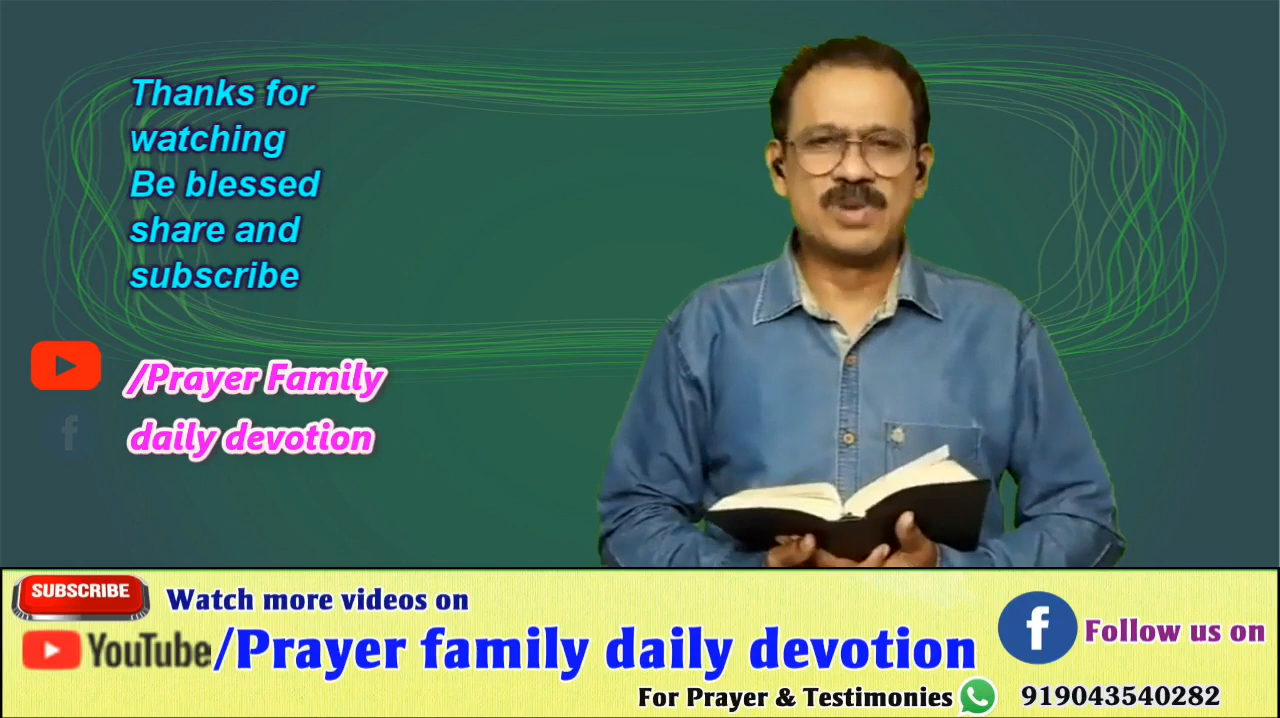 Thanks for
watching
Be blessed
share and
subscribe
/Prayer Family
daily devotion
SUBSCRIBE
Watch more videos on
YouTube/Prayer family daily devotion
Follow us on
For Prayer & Testimonies 919043540282